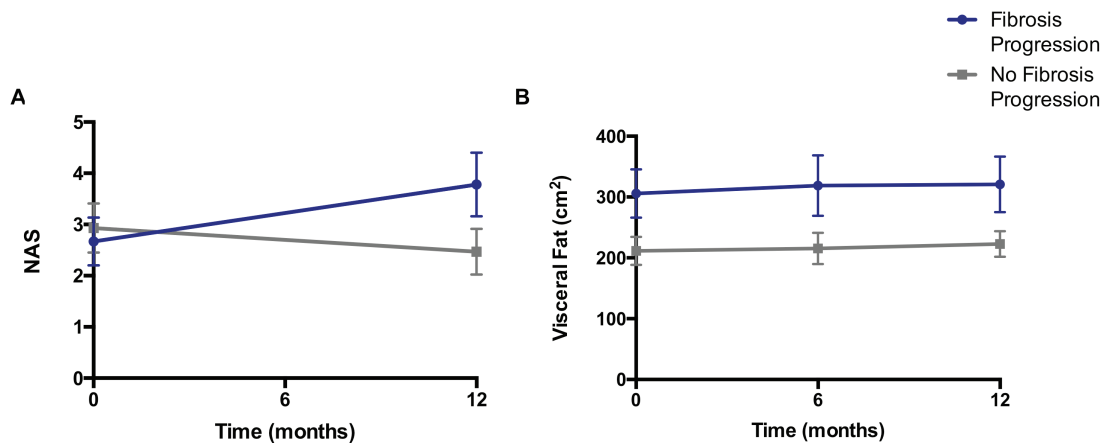 Fibrosis
Progression
No Fibrosis
Progression
A
5
4
3
2
1
0
NAS
0 6 12
Time (months)
B
400
300
200
100
0
Visceral Fat (cm²)
0 6 12
Time (months)